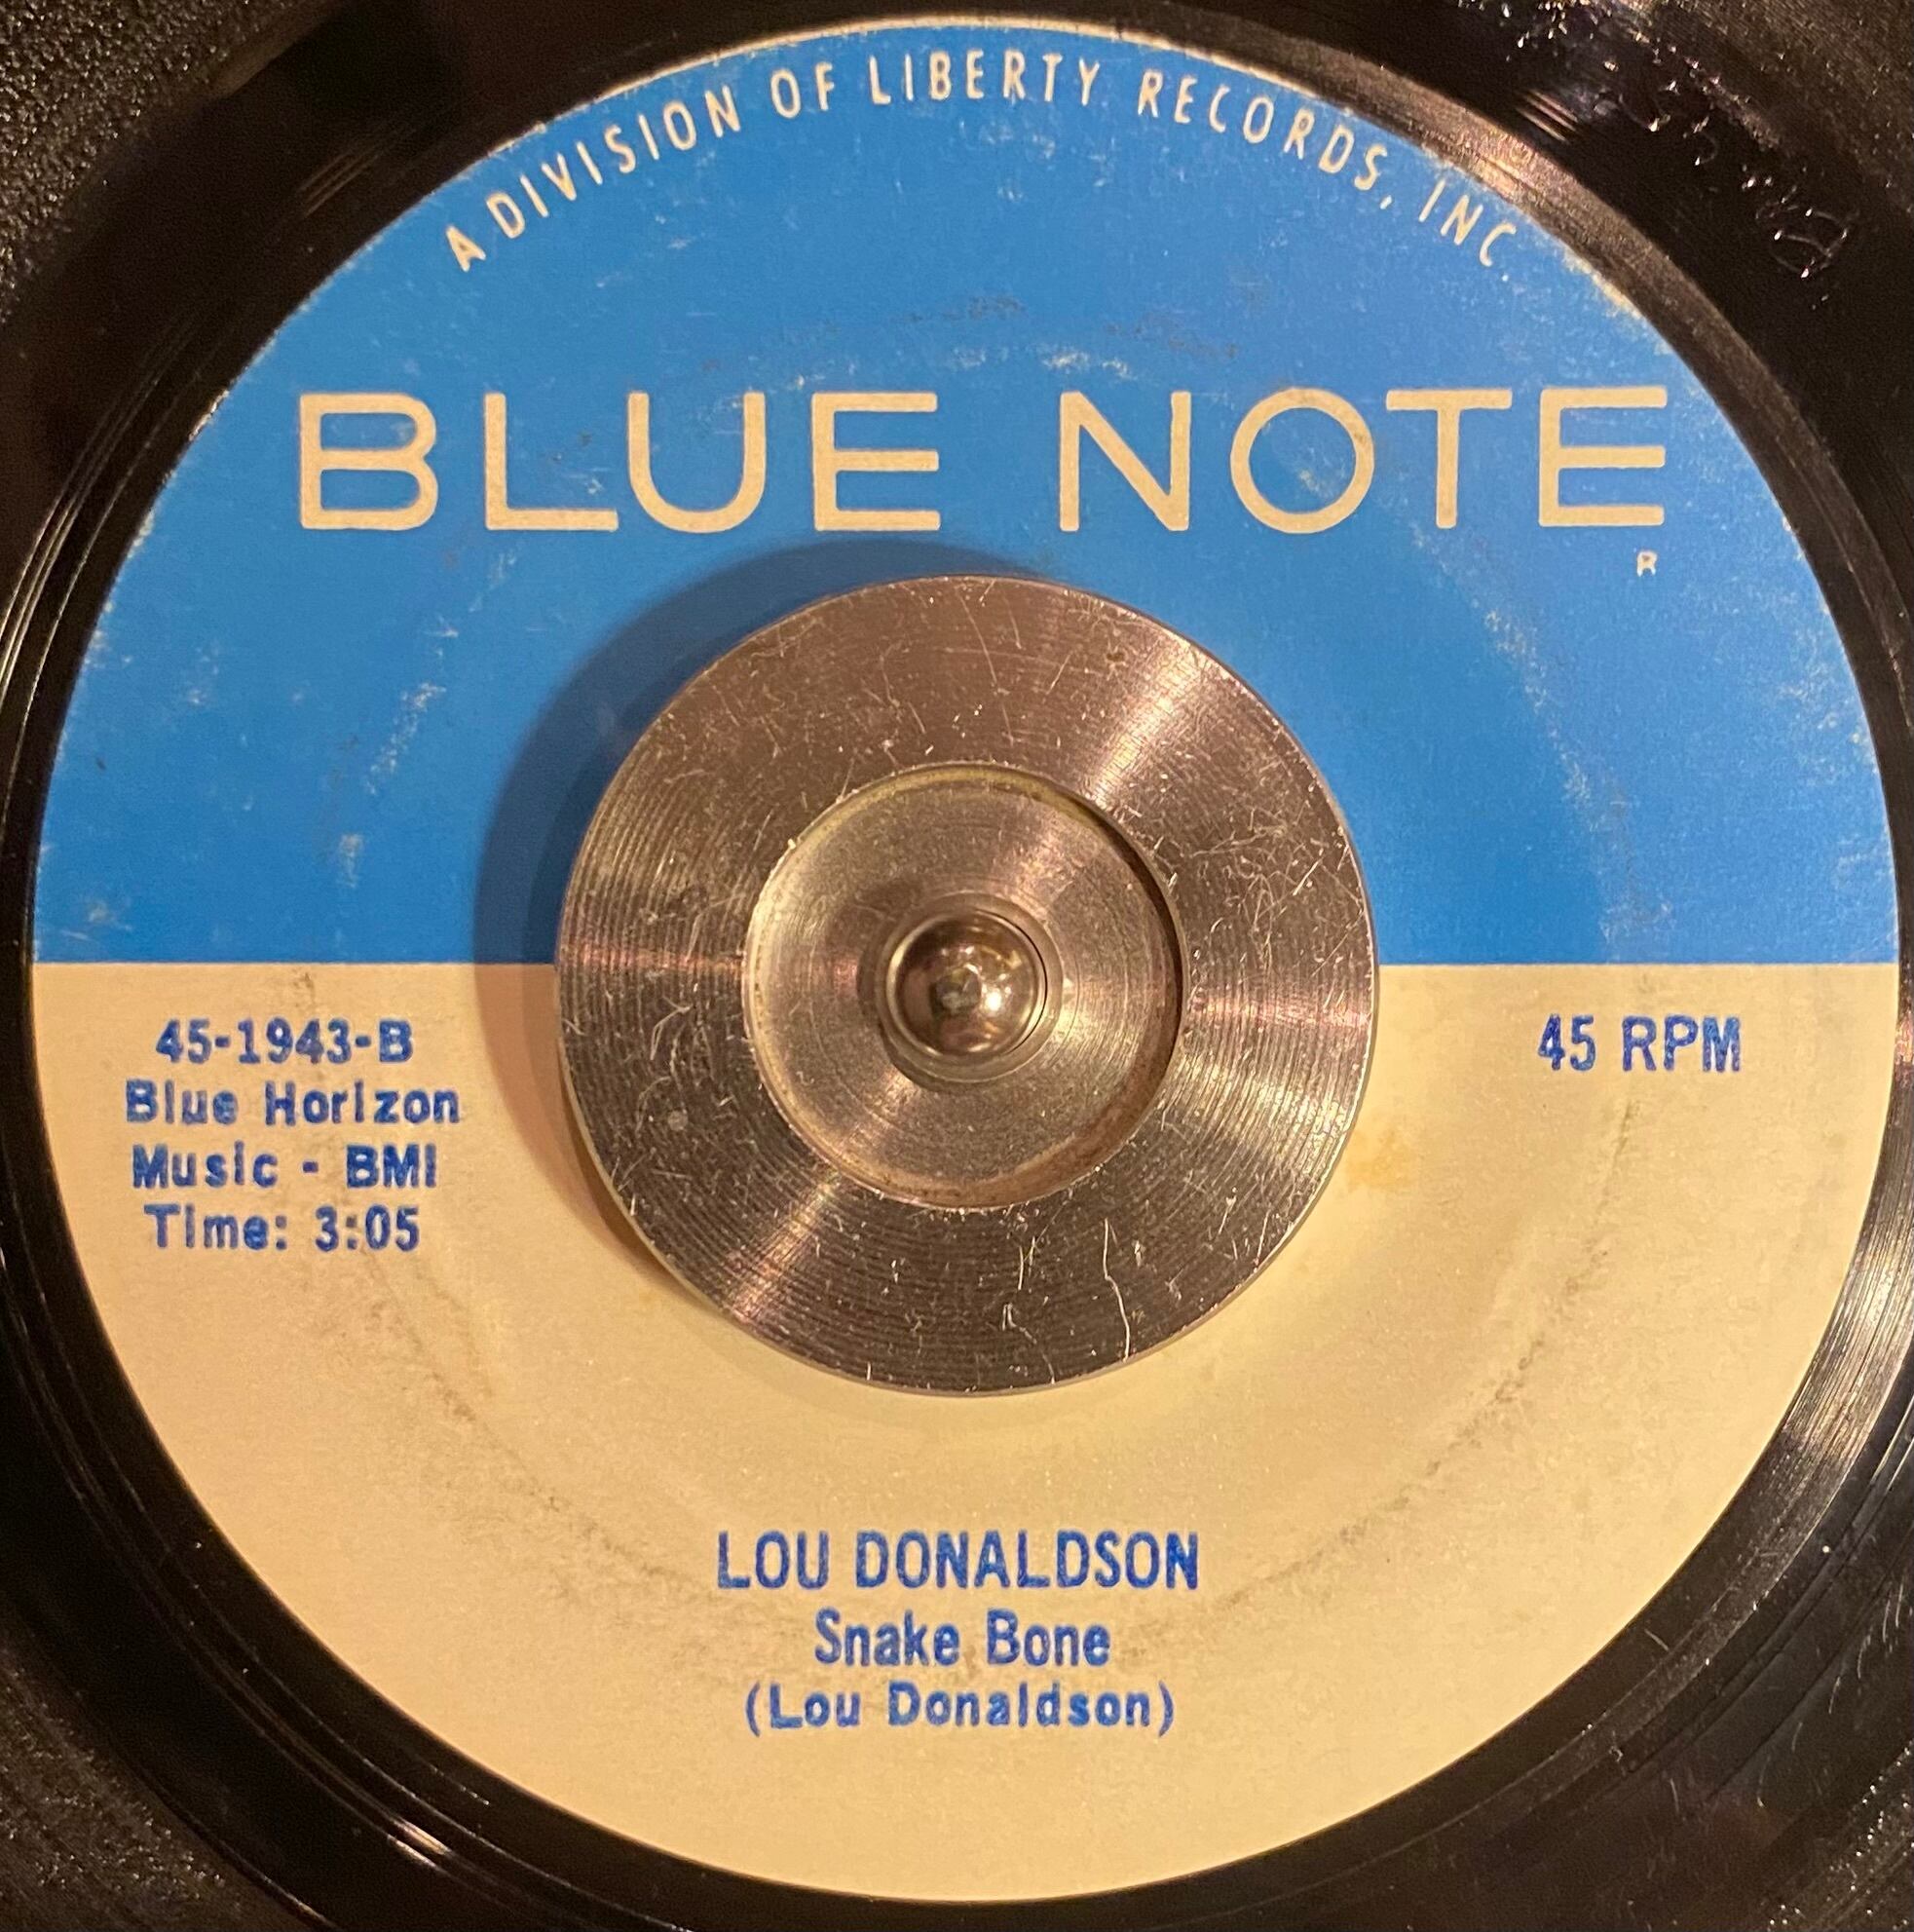 A DIVISION OF LIBERTY RECORDS, INC.
BLUE NOTE
R
45-1943-B
Blue Horizon
Music - BMI
Time: 3:05
45 RPM
LOU DONALDSON
Snake Bone
(Lou Donaldson)